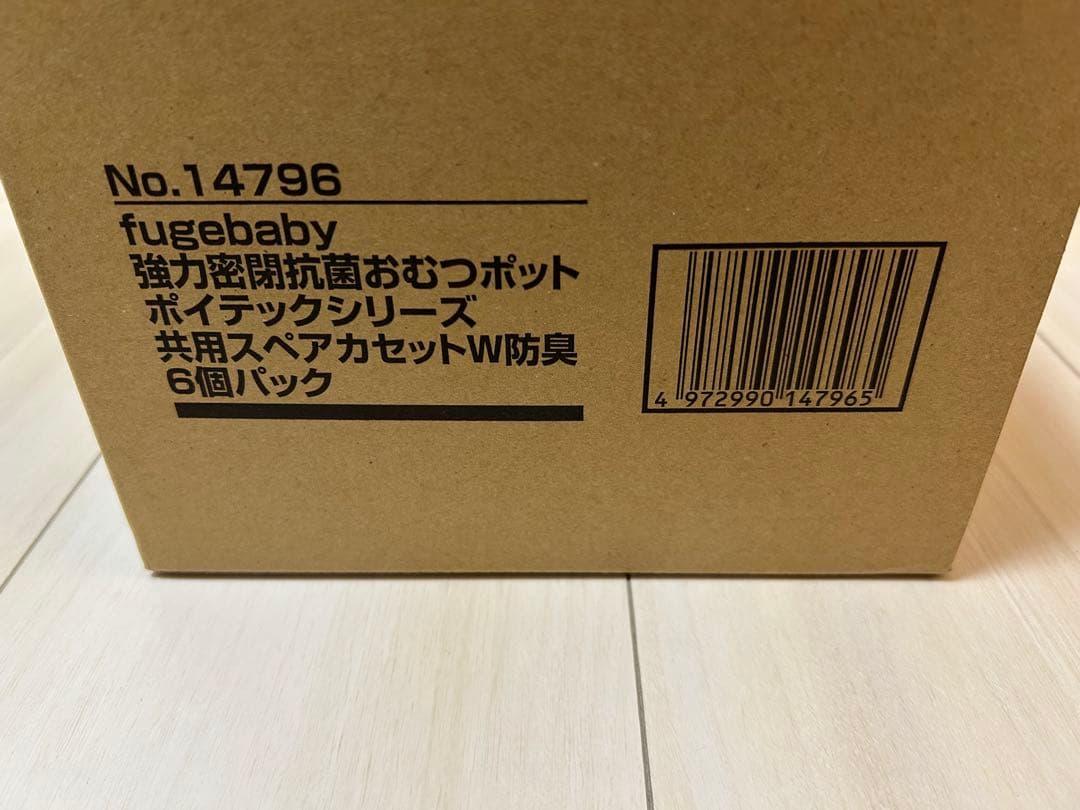 No.14796
fugebaby
強力密閉抗菌おむつポット
ポイテックシリーズ
共用スペアカセットW防臭
6個パック
4 972990 147965